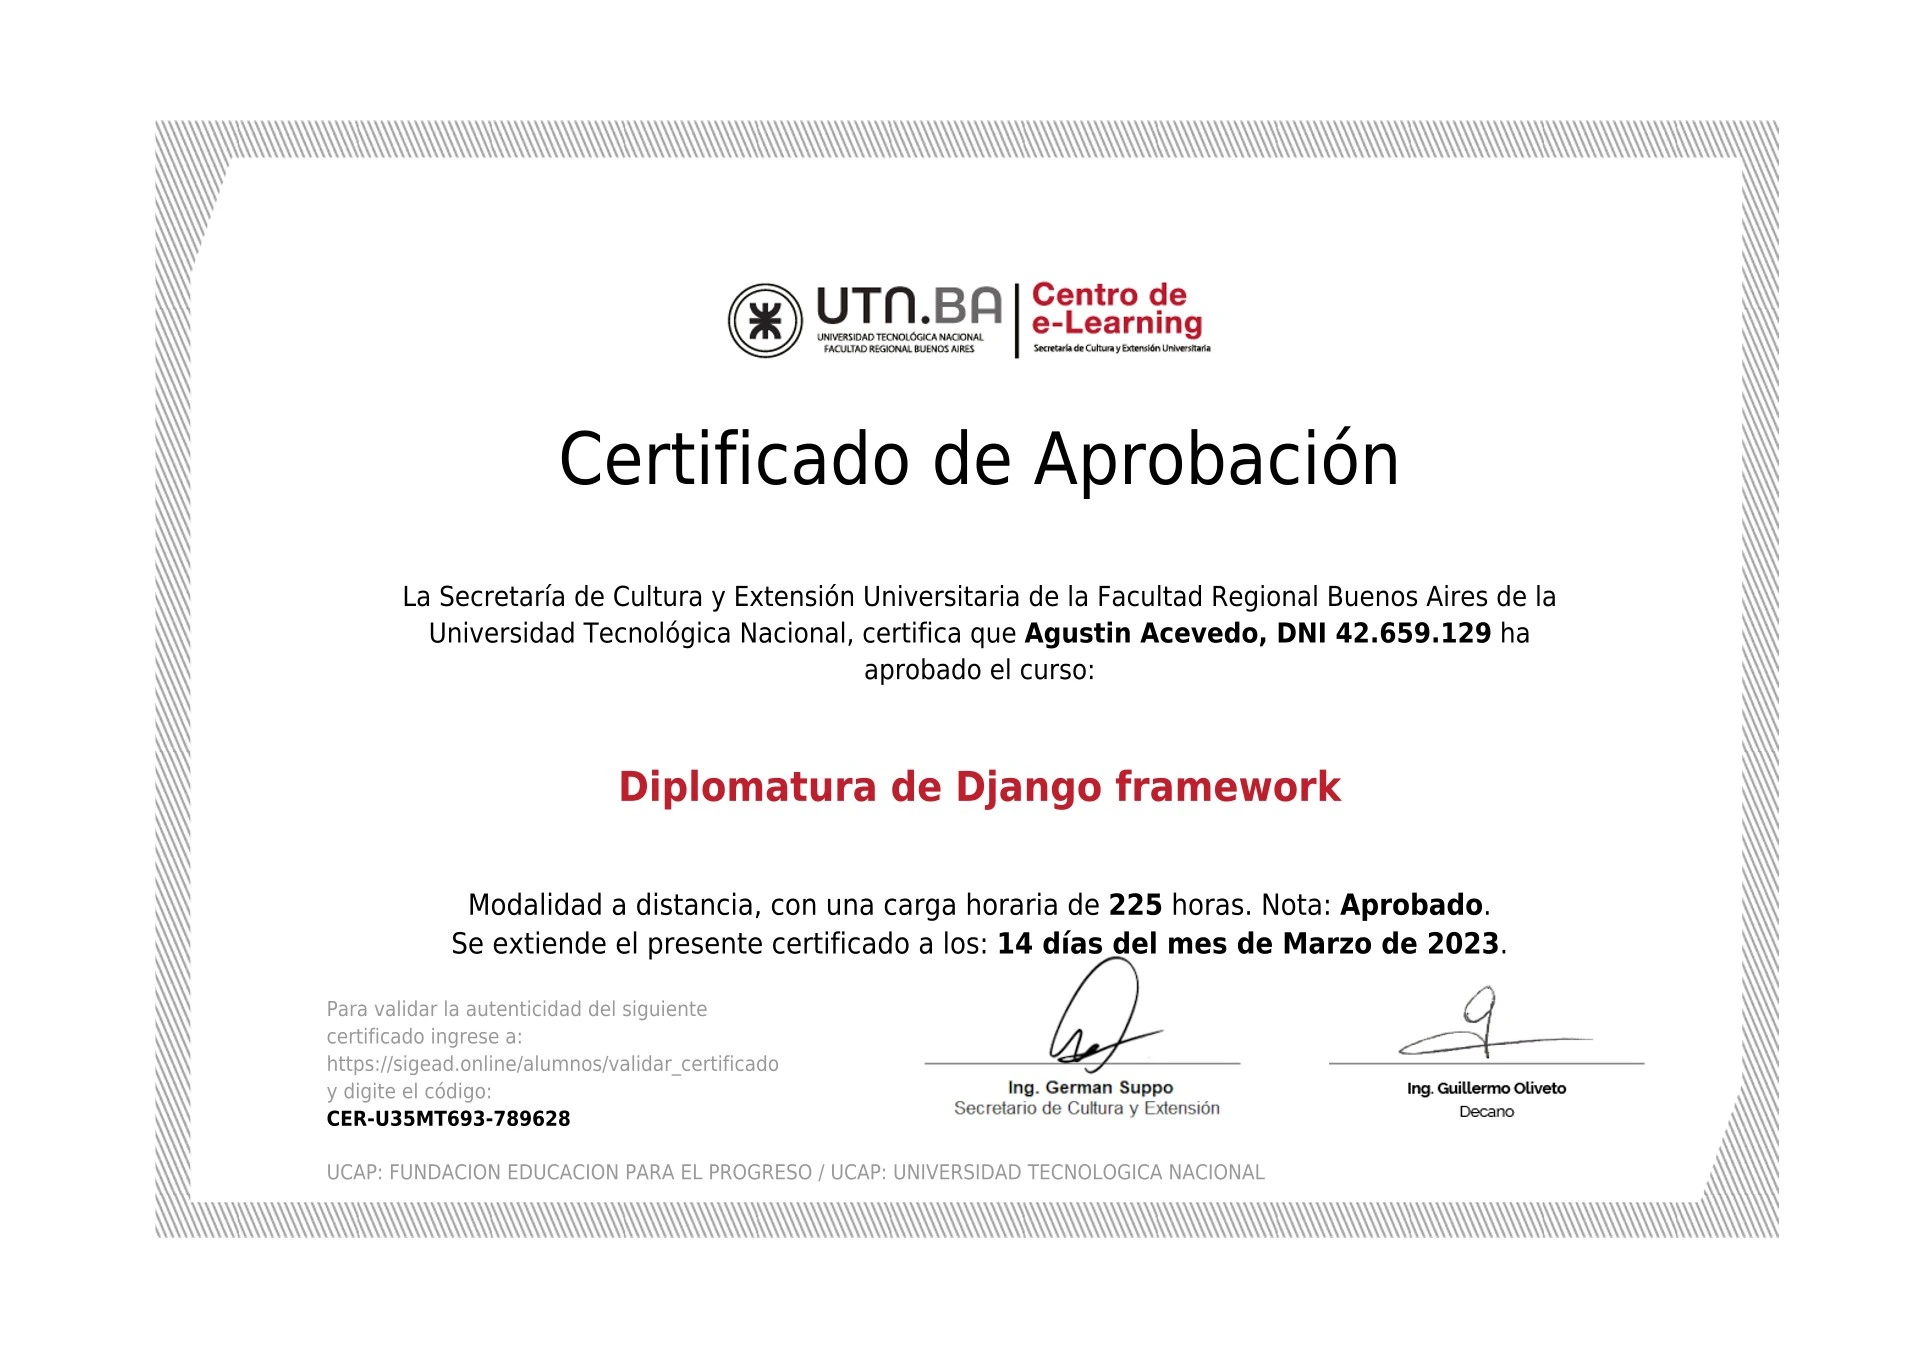 UTN.BA
UNIVERSIDAD TECNOLÓGICA NACIONAL
FACULTAD REGIONAL BUENOS AIRES
Centro de
e-Learning
Secretaría de Cultura y Extensión Universitaria
Certificado de Aprobación
La Secretaría de Cultura y Extensión Universitaria de la Facultad Regional Buenos Aires de la
Universidad Tecnológica Nacional, certifica que Agustin Acevedo, DNI 42.659.129 ha
aprobado el curso:
Diplomatura de Django framework
Modalidad a distancia, con una carga horaria de 225 horas. Nota: Aprobado.
Se extiende el presente certificado a los: 14 días del mes de Marzo de 2023.
Para validar la autenticidad del siguiente
certificado ingrese a:
https://sigead.online/alumnos/validar_certificado
y digite el código:
CER-U35MT693-789628
Ing. German Suppo
Secretario de Cultura y Extensión
Ing. Guillermo Oliveto
Decano
UCAP: FUNDACION EDUCACION PARA EL PROGRESO / UCAP: UNIVERSIDAD TECNOLOGICA NACIONAL